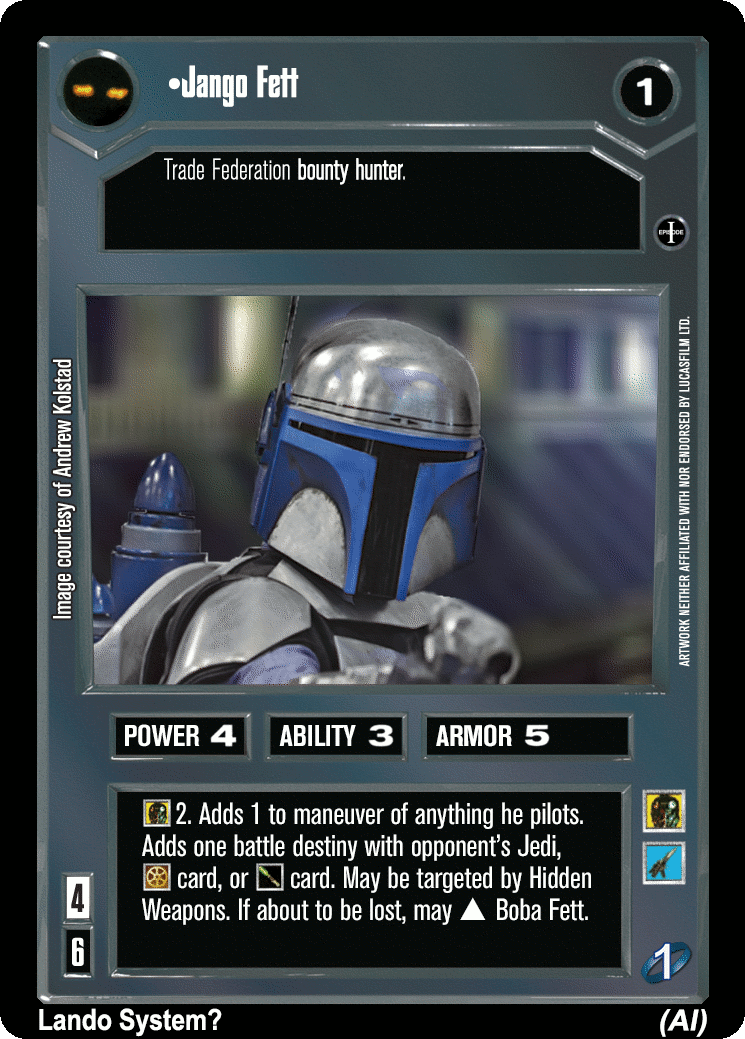 •Jango Fett
1
Trade Federation bounty hunter.
EPISODE I
Image courtesy of Andrew Kolstad
ARTWORK NEITHER AFFILIATED WITH NOR ENDORSED BY LUCASFILM LTD.
POWER 4
ABILITY 3
ARMOR 5
2. Adds 1 to maneuver of anything he pilots.
Adds one battle destiny with opponent's Jedi,
card, or card. May be targeted by Hidden
Weapons. If about to be lost, may ▲ Boba Fett.
4
6
1
Lando System?
(AI)